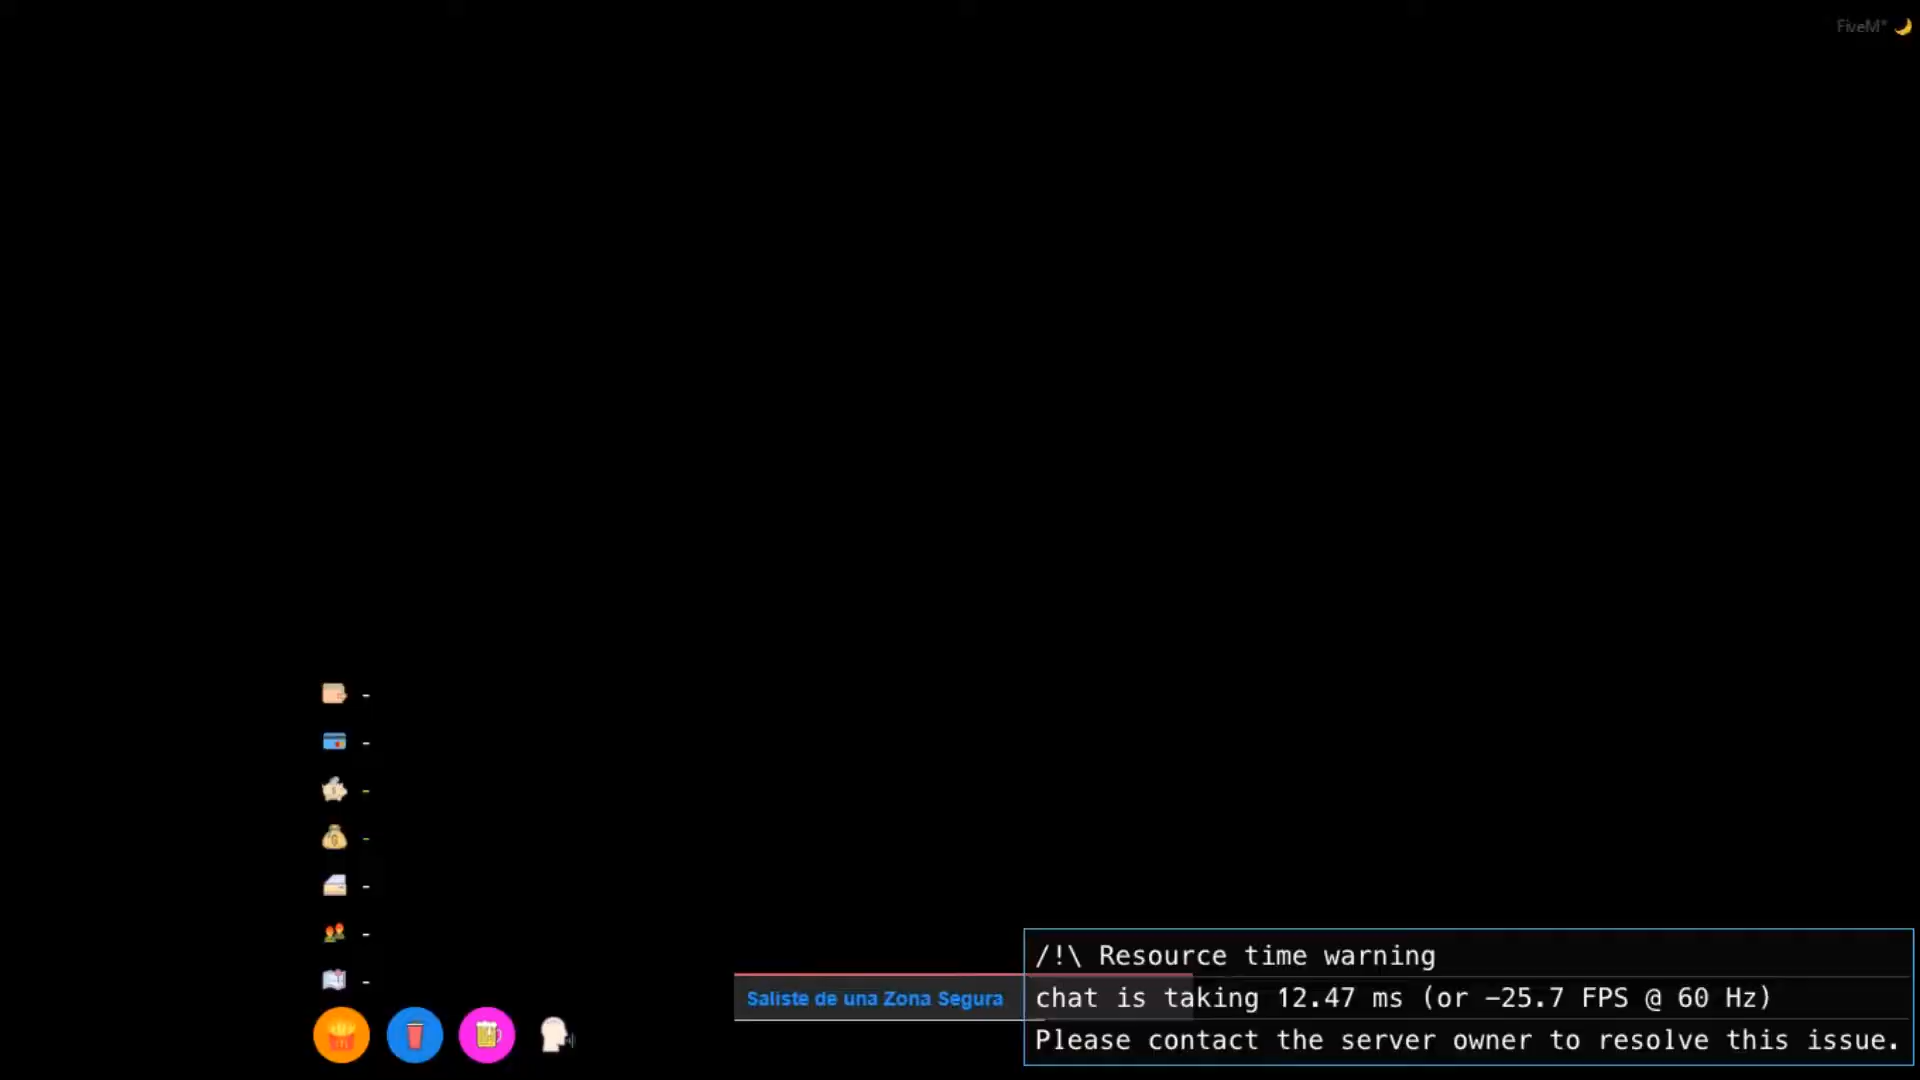 FiveM* 🌙
-
-
-
-
-
-
-
/!\ Resource time warning
Saliste de una Zona Segura
chat is taking 12.47 ms (or −25.7 FPS @ 60 Hz)
Please contact the server owner to resolve this issue.